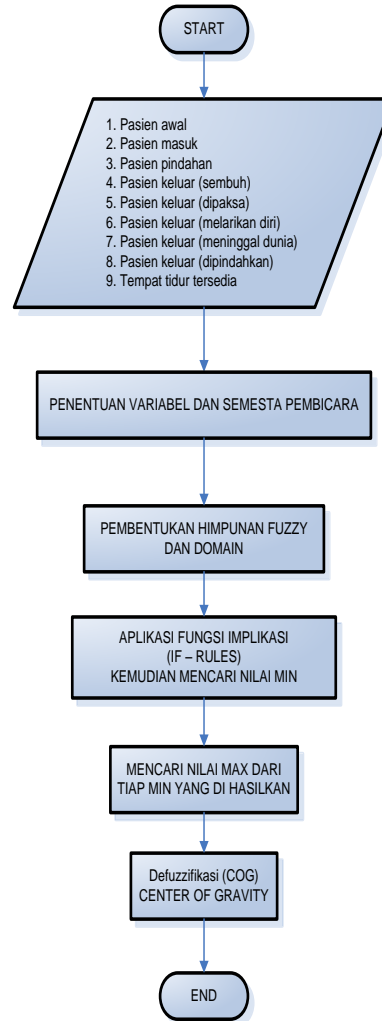 START
1. Pasien awal
2. Pasien masuk
3. Pasien pindahan
4. Pasien keluar (sembuh)
5. Pasien keluar (dipaksa)
6. Pasien keluar (melarikan diri)
7. Pasien keluar (meninggal dunia)
8. Pasien keluar (dipindahkan)
9. Tempat tidur tersedia
PENENTUAN VARIABEL DAN SEMESTA PEMBICARA
PEMBENTUKAN HIMPUNAN FUZZY
DAN DOMAIN
APLIKASI FUNGSI IMPLIKASI
(IF – RULES)
KEMUDIAN MENCARI NILAI MIN
MENCARI NILAI MAX DARI
TIAP MIN YANG DI HASILKAN
Defuzzifikasi (COG)
CENTER OF GRAVITY
END